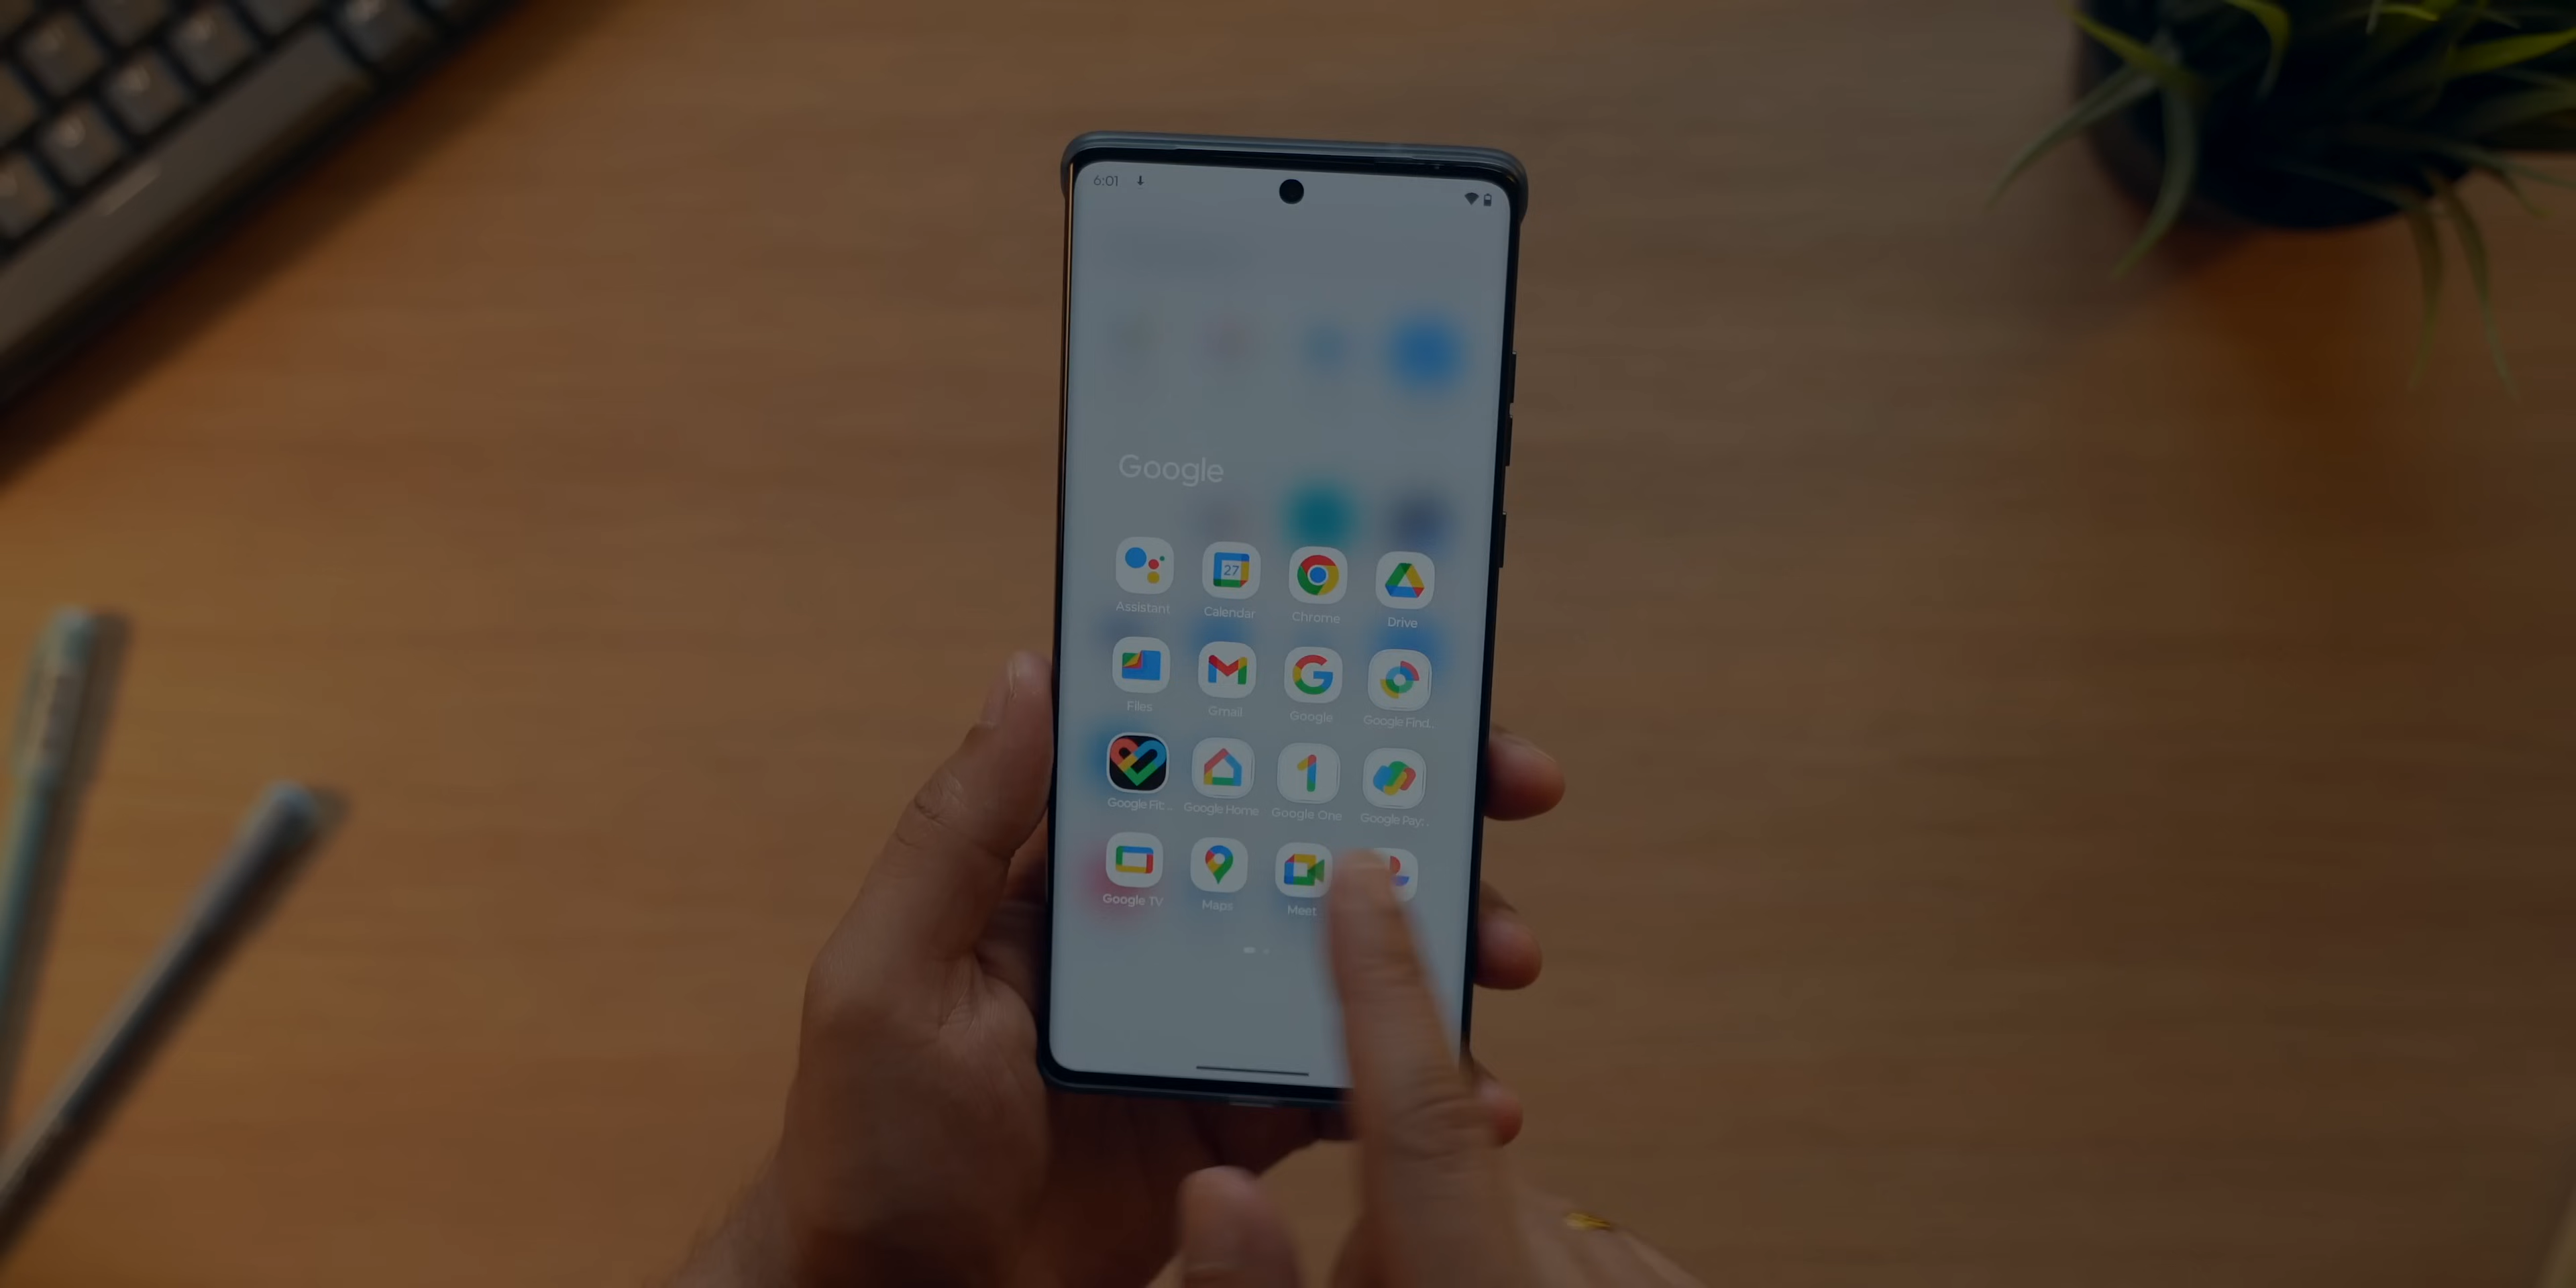 6:01
Google
27
Assistant Calendar Chrome Drive
Files Gmail Google Google Find..
Google Fit:.. Google Home Google One Google Pay:..
Google TV Maps Meet